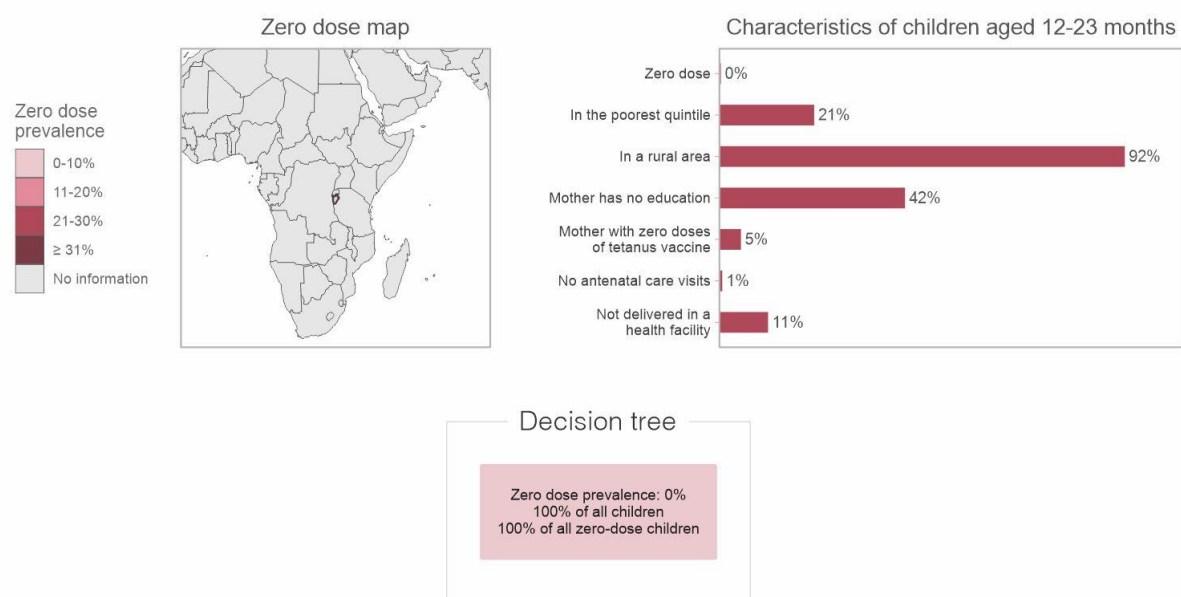 Zero dose map
Zero dose
prevalence
0-10%
11-20%
21-30%
≥ 31%
No information
Characteristics of children aged 12-23 months
Zero dose
0%
In the poorest quintile
21%
In a rural area
92%
Mother has no education
42%
Mother with zero doses
of tetanus vaccine
5%
No antenatal care visits
1%
Not delivered in a
health facility
11%
Decision tree
Zero dose prevalence: 0%
100% of all children
100% of all zero-dose children